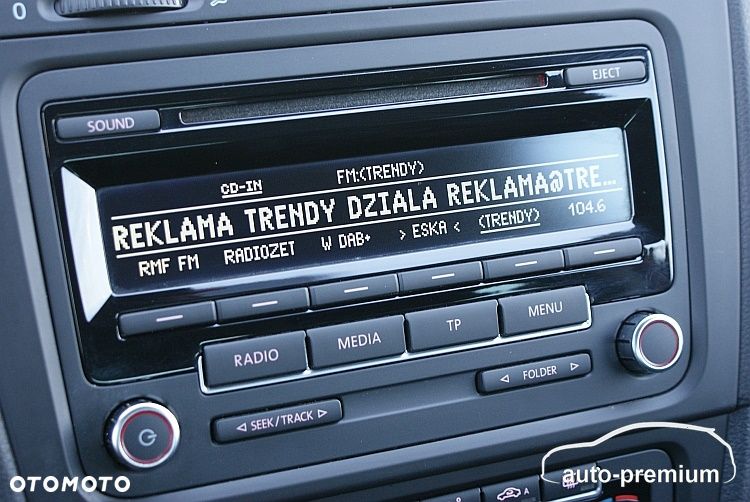 0
EJECT
SOUND
CD-IN FM:(TRENDY)
REKLAMA TRENDY DZIALA REKLAMA@TRE...
RMF FM RADIOZET W DAB+ > ESKA < (TRENDY) 104.6
RADIO MEDIA TP MENU
◁ SEEK/TRACK ▷ ◁ FOLDER ▷
A
OTOMOTO
auto-premium